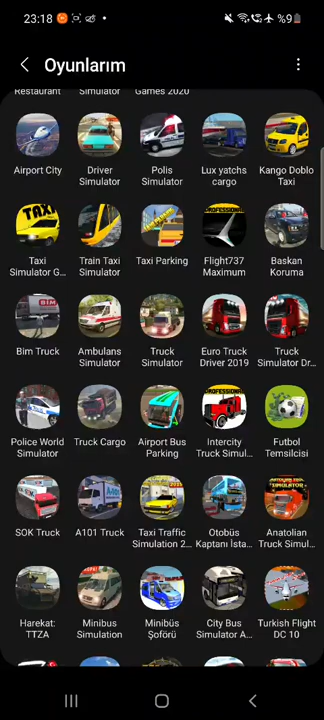 23:18
%9
Oyunlarım
Restaurant
Simulator
Games 2020
Airport City
Driver Simulator
Polis Simulator
Lux yatchs cargo
Kango Doblo Taxi
TAXI
PROFESSIONAL
Taxi Simulator G...
Train Taxi Simulator
Taxi Parking
Flight737 Maximum
Baskan Koruma
BIM
Bim Truck
Ambulans Simulator
Truck Simulator
Euro Truck Driver 2019
Truck Simulator Dr...
PROFESSIONAL
Police World Simulator
Truck Cargo
Airport Bus Parking
Intercity Truck Simul...
Futbol Temsilcisi
SOK Truck
A101 Truck
Taxi Traffic Simulation 2...
Otobüs Kaptanı İsta...
Anatolian Truck Simul...
Harekat: TTZA
Minibus Simulation
Minibüs Şoförü
City Bus Simulator A...
Turkish Flight DC 10